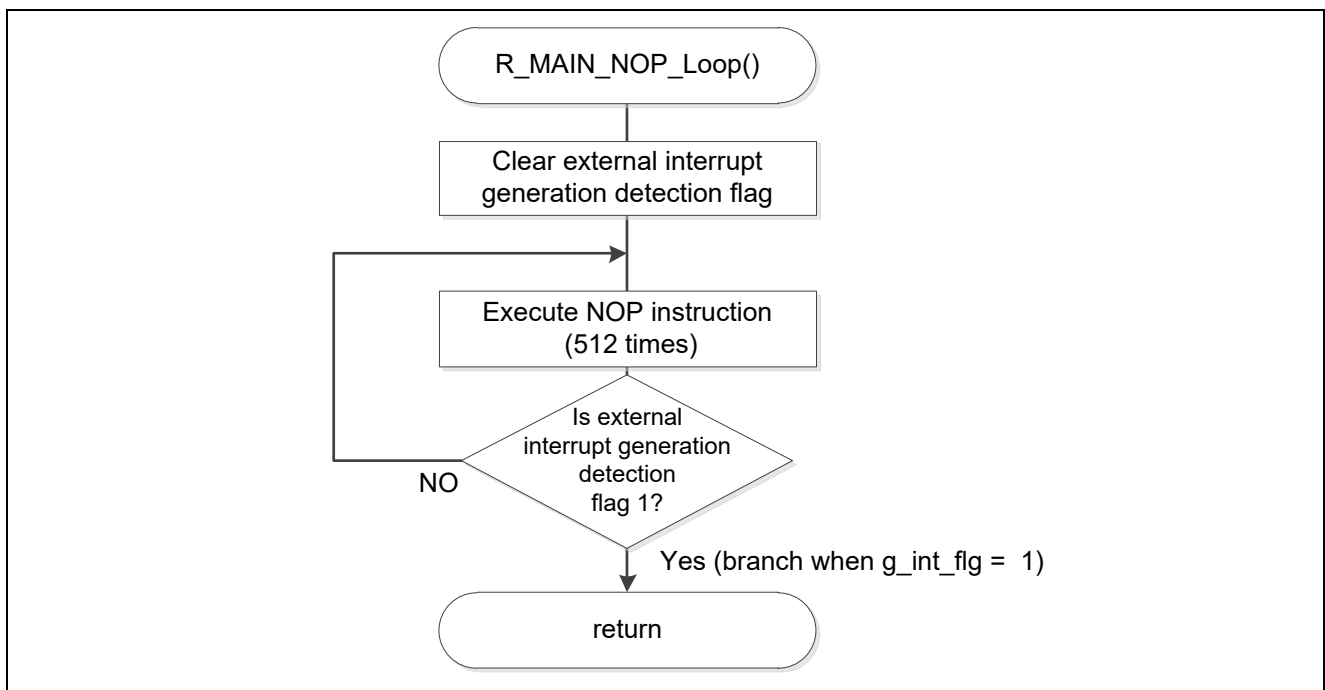 R_MAIN_NOP_Loop()
Clear external interrupt
generation detection flag
Execute NOP instruction
(512 times)
Is external
interrupt generation
detection
flag 1?
NO
Yes (branch when g_int_flg =  1)
return